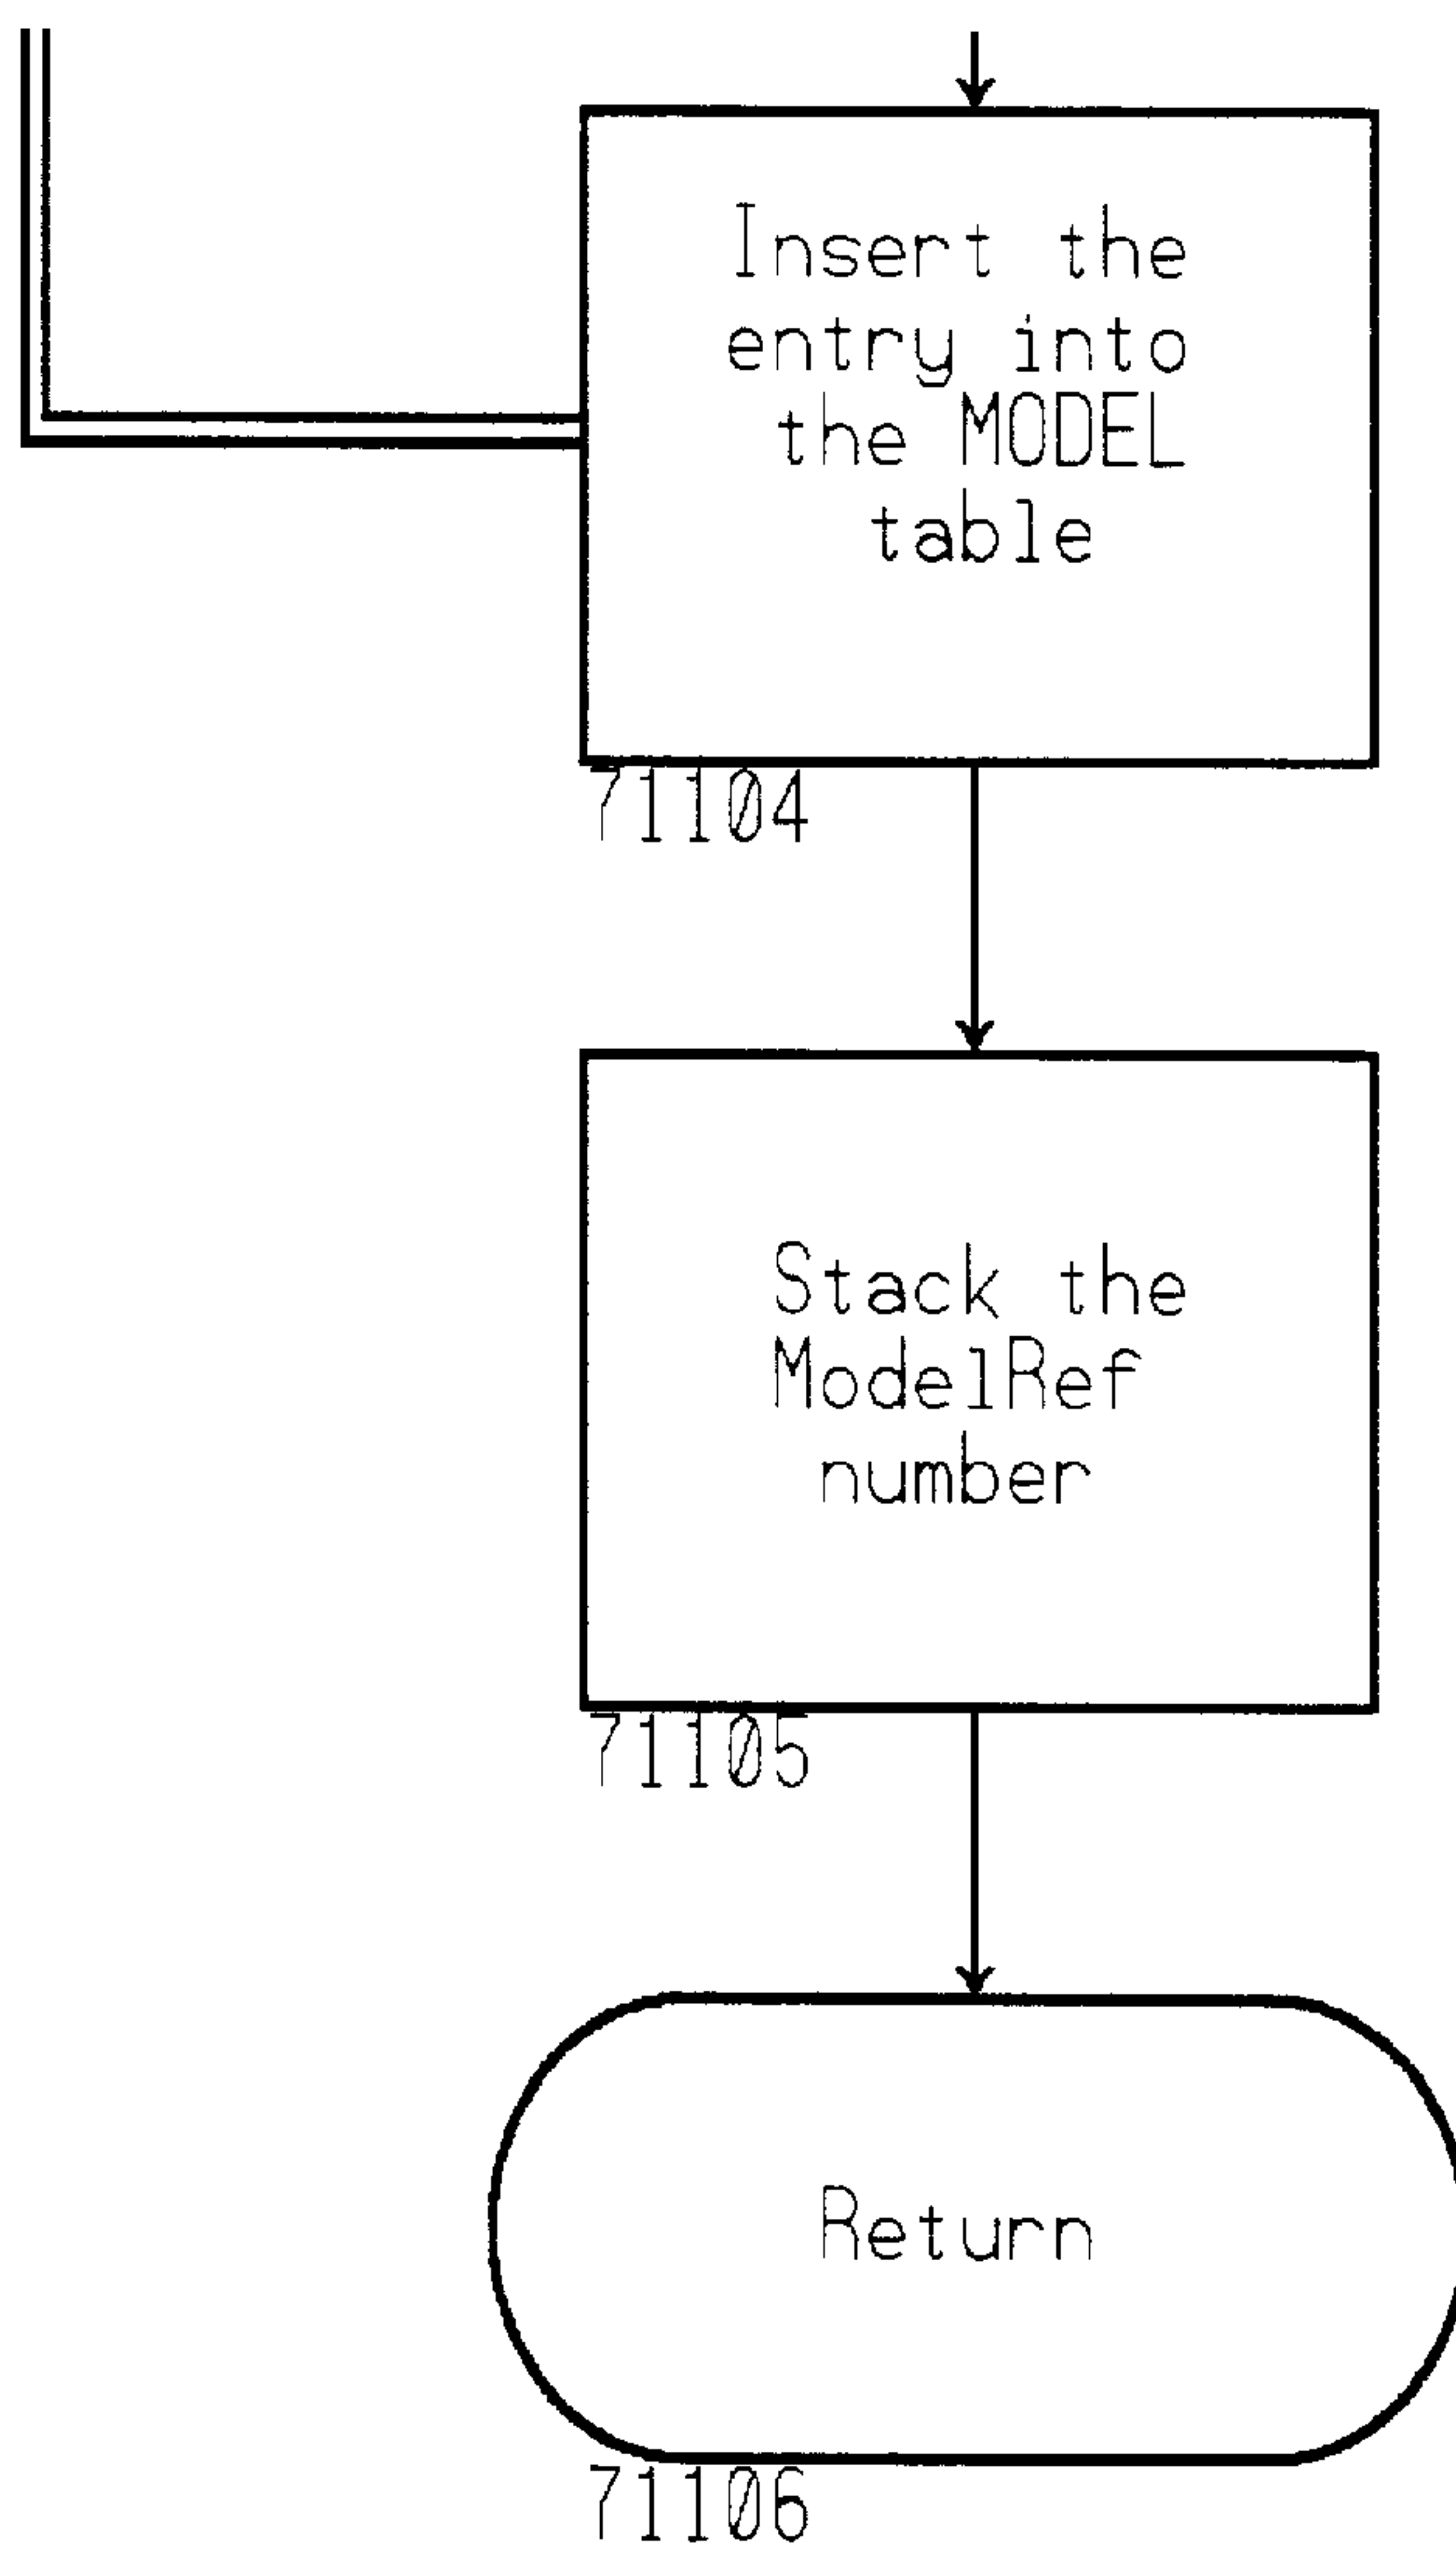 Insert the
entry into
the MODEL
table
71104
Stack the
ModelRef
number
71105
Return
71106